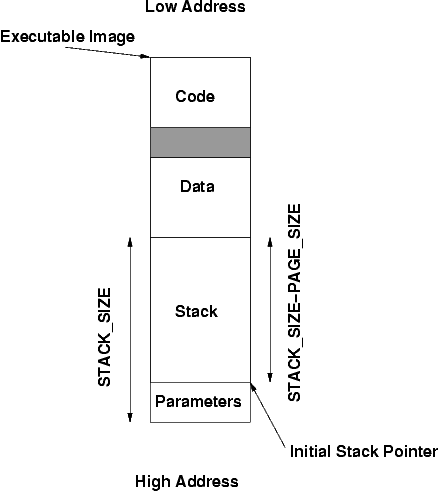 Low Address
Executable Image
Code
Data
STACK_SIZE
Stack
STACK_SIZE-PAGE_SIZE
Parameters
Initial Stack Pointer
High Address